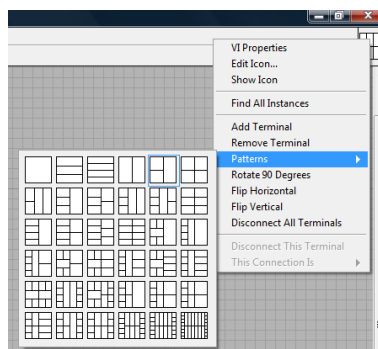 VI Properties
Edit Icon...
Show Icon
Find All Instances
Add Terminal
Remove Terminal
Patterns
Rotate 90 Degrees
Flip Horizontal
Flip Vertical
Disconnect All Terminals
Disconnect This Terminal
This Connection Is